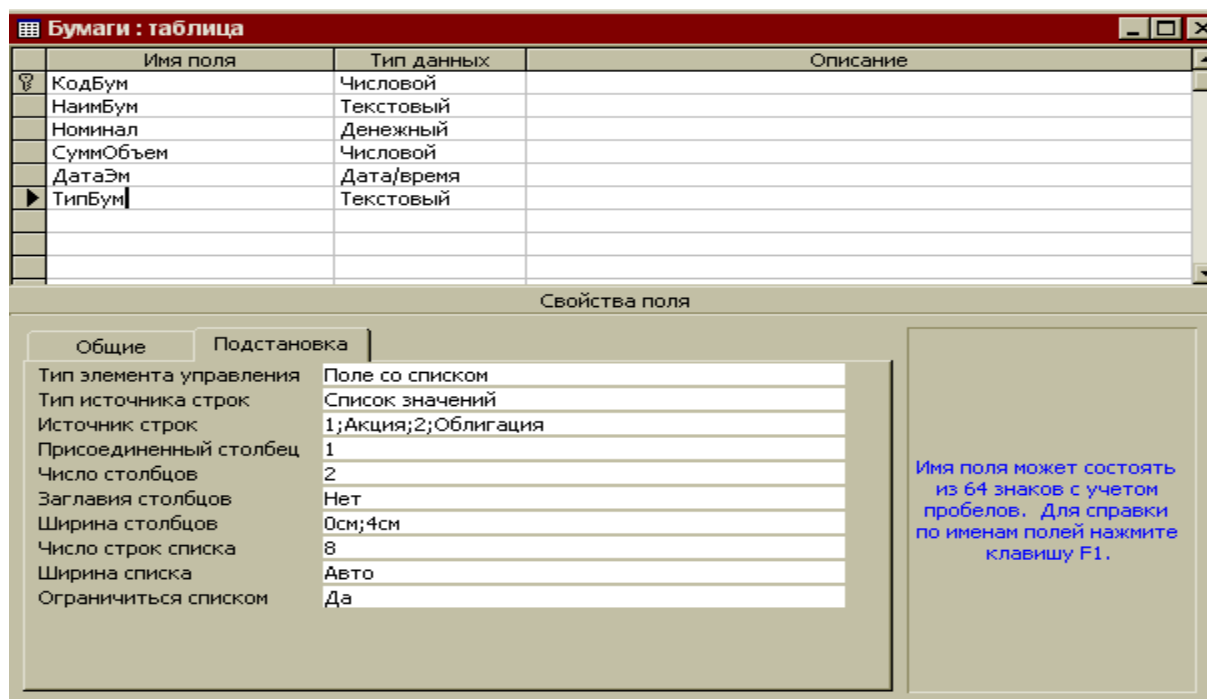 Бумаги : таблица
Имя поля Тип данных Описание
КодБум Числовой
НаимБум Текстовый
Номинал Денежный
СуммОбъем Числовой
ДатаЭм Дата/время
ТипБум Текстовый
Свойства поля
Общие Подстановка
Тип элемента управления Поле со списком
Тип источника строк Список значений
Источник строк 1;Акция;2;Облигация
Присоединенный столбец 1
Число столбцов 2
Заглавия столбцов Нет
Ширина столбцов 0см;4см
Число строк списка 8
Ширина списка Авто
Ограничиться списком Да
Имя поля может состоять
из 64 знаков с учетом
пробелов. Для справки
по именам полей нажмите
клавишу F1.